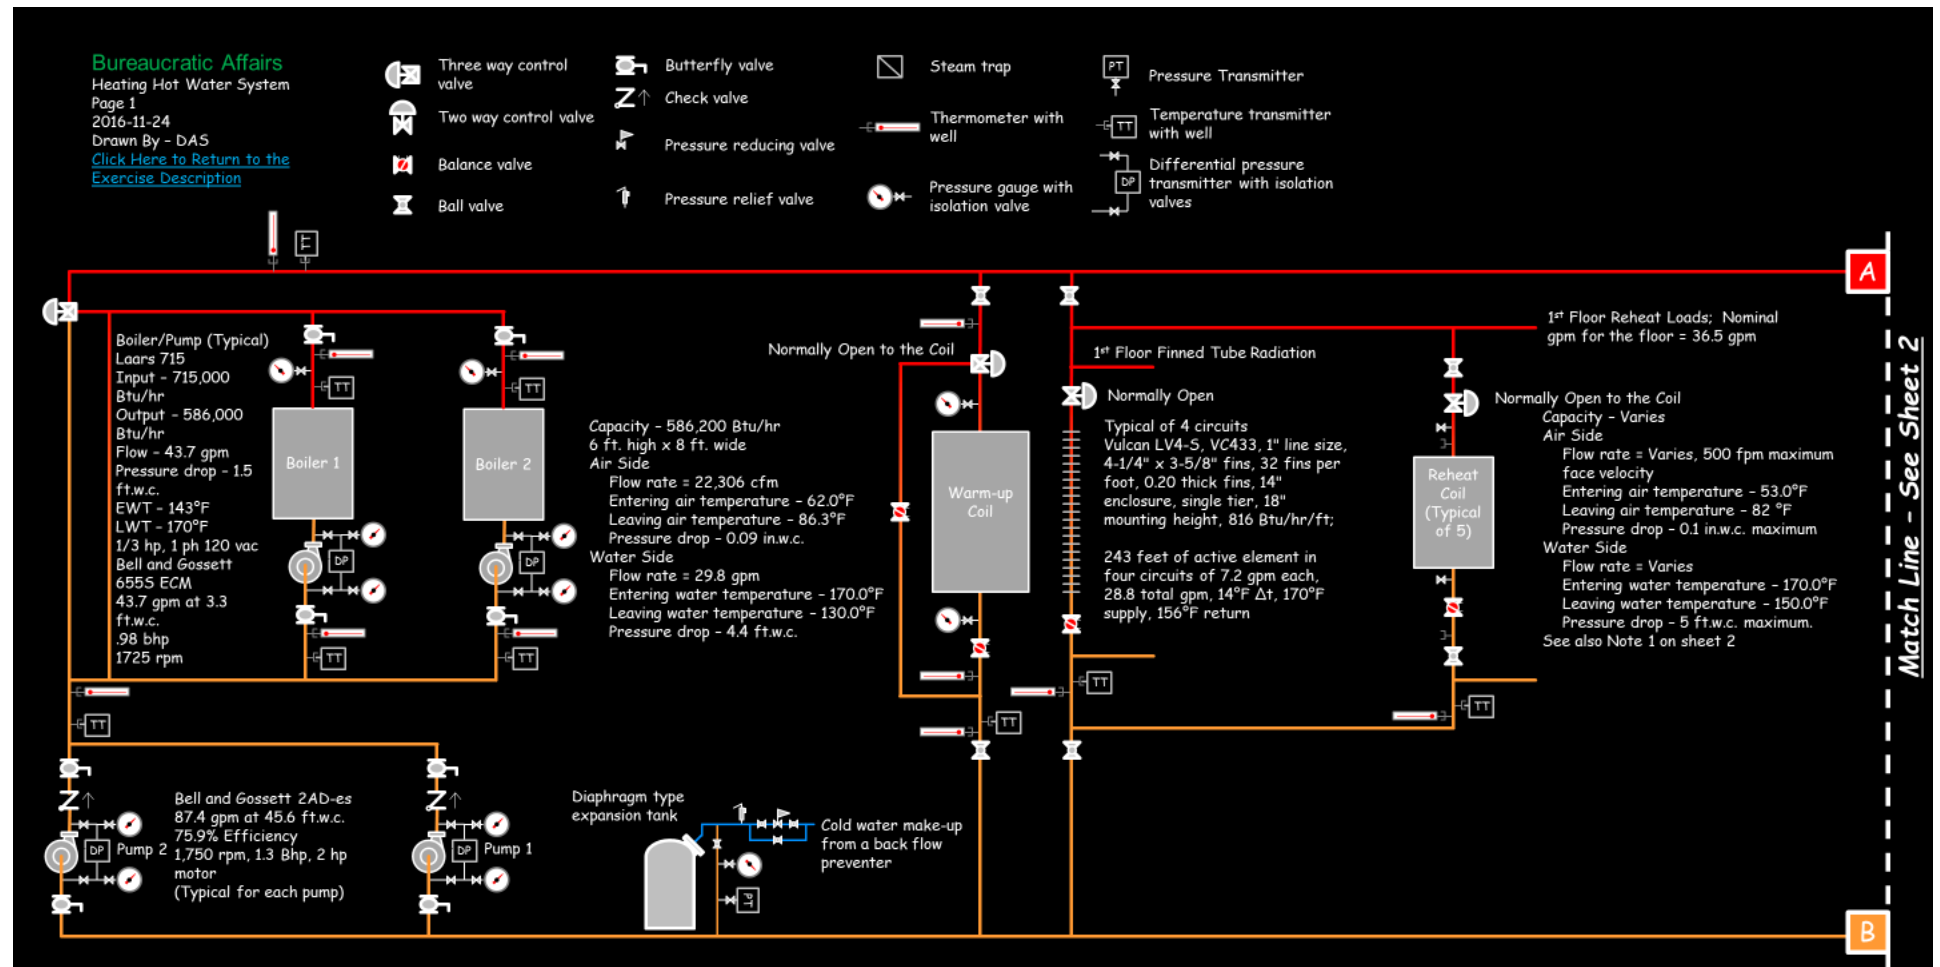 Bureaucratic Affairs
Heating Hot Water System
Page 1
2016-11-24
Drawn By - DAS
Click Here to Return to the
Exercise Description
Three way control
valve
Two way control valve
Balance valve
Ball valve
Butterfly valve
Check valve
Pressure reducing valve
Pressure relief valve
Steam trap
Thermometer with
well
Pressure gauge with
isolation valve
PT
Pressure Transmitter
TT
Temperature transmitter
with well
DP
Differential pressure
transmitter with isolation
valves
TT
A
Boiler/Pump (Typical)
Laars 715
Input - 715,000
Btu/hr
Output - 586,000
Btu/hr
Flow - 43.7 gpm
Pressure drop - 1.5
ft.w.c.
EWT - 143°F
LWT - 170°F
1/3 hp, 1 ph 120 vac
Bell and Gossett
655S ECM
43.7 gpm at 3.3
ft.w.c.
.98 bhp
1725 rpm
TT
Boiler 1
DP
TT
TT
Boiler 2
DP
TT
Capacity - 586,200 Btu/hr
6 ft. high x 8 ft. wide
Air Side
Flow rate = 22,306 cfm
Entering air temperature - 62.0°F
Leaving air temperature - 86.3°F
Pressure drop - 0.09 in.w.c.
Water Side
Flow rate = 29.8 gpm
Entering water temperature - 170.0°F
Leaving water temperature - 130.0°F
Pressure drop - 4.4 ft.w.c.
Normally Open to the Coil
Warm-up
Coil
TT
1st Floor Finned Tube Radiation
Normally Open
Typical of 4 circuits
Vulcan LV4-S, VC433, 1" line size,
4-1/4" x 3-5/8" fins, 32 fins per
foot, 0.20 thick fins, 14"
enclosure, single tier, 18"
mounting height, 816 Btu/hr/ft;
243 feet of active element in
four circuits of 7.2 gpm each,
28.8 total gpm, 14°F Δt, 170°F
supply, 156°F return
TT
1st Floor Reheat Loads; Nominal
gpm for the floor = 36.5 gpm
Normally Open to the Coil
Capacity - Varies
Air Side
Flow rate = Varies, 500 fpm maximum
face velocity
Entering air temperature - 53.0°F
Leaving air temperature - 82 °F
Pressure drop - 0.1 in.w.c. maximum
Water Side
Flow rate = Varies
Entering water temperature - 170.0°F
Leaving water temperature - 150.0°F
Pressure drop - 5 ft.w.c. maximum.
See also Note 1 on sheet 2
Reheat
Coil
(Typical
of 5)
TT
Match Line - See Sheet 2
TT
DP
Pump 2
Bell and Gossett 2AD-es
87.4 gpm at 45.6 ft.w.c.
75.9% Efficiency
1,750 rpm, 1.3 Bhp, 2 hp
motor
(Typical for each pump)
DP
Pump 1
Diaphragm type
expansion tank
Cold water make-up
from a back flow
preventer
PT
B